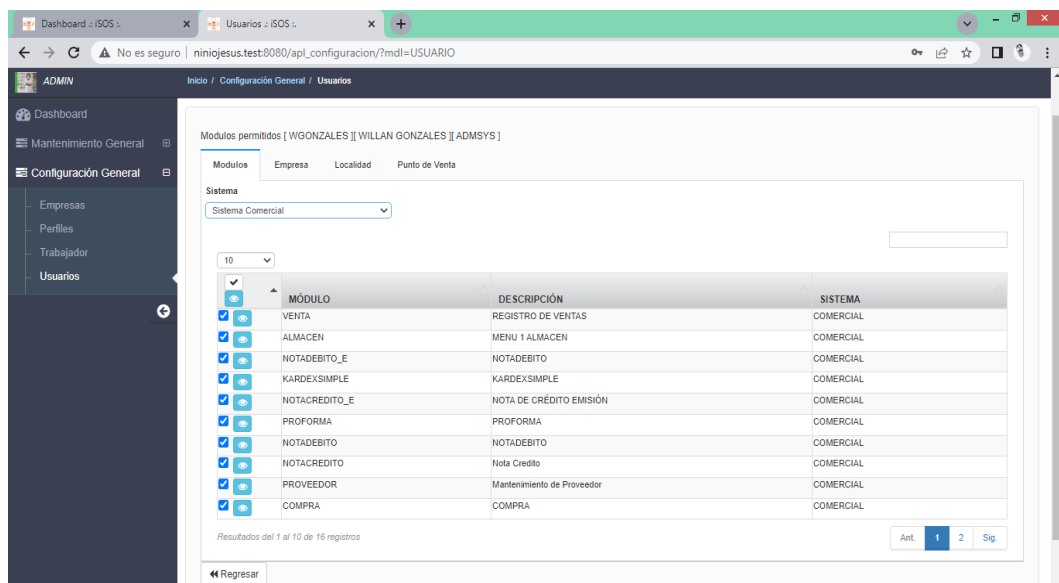 Dashboard .: iSOS :.
Usuarios .: iSOS :.
No es seguro | niniojesus.test:8080/apl_configuracion/?mdl=USUARIO
ADMIN
Inicio / Configuración General / Usuarios
Dashboard
Mantenimiento General
Configuración General
Empresas
Perfiles
Trabajador
Usuarios
Modulos permitidos [ WGONZALES ][ WILLAN GONZALES ][ ADMSYS ]
Modulos Empresa Localidad Punto de Venta
Sistema
Sistema Comercial
10
MÓDULO DESCRIPCIÓN SISTEMA
VENTA REGISTRO DE VENTAS COMERCIAL
ALMACEN MENU 1 ALMACEN COMERCIAL
NOTADEBITO_E NOTADEBITO COMERCIAL
KARDEXSIMPLE KARDEXSIMPLE COMERCIAL
NOTACREDITO_E NOTA DE CRÉDITO EMISIÓN COMERCIAL
PROFORMA PROFORMA COMERCIAL
NOTADEBITO NOTADEBITO COMERCIAL
NOTACREDITO Nota Credito COMERCIAL
PROVEEDOR Mantenimiento de Proveedor COMERCIAL
COMPRA COMPRA COMERCIAL
Resultados del 1 al 10 de 16 registros
Ant. 1 2 Sig.
Regresar